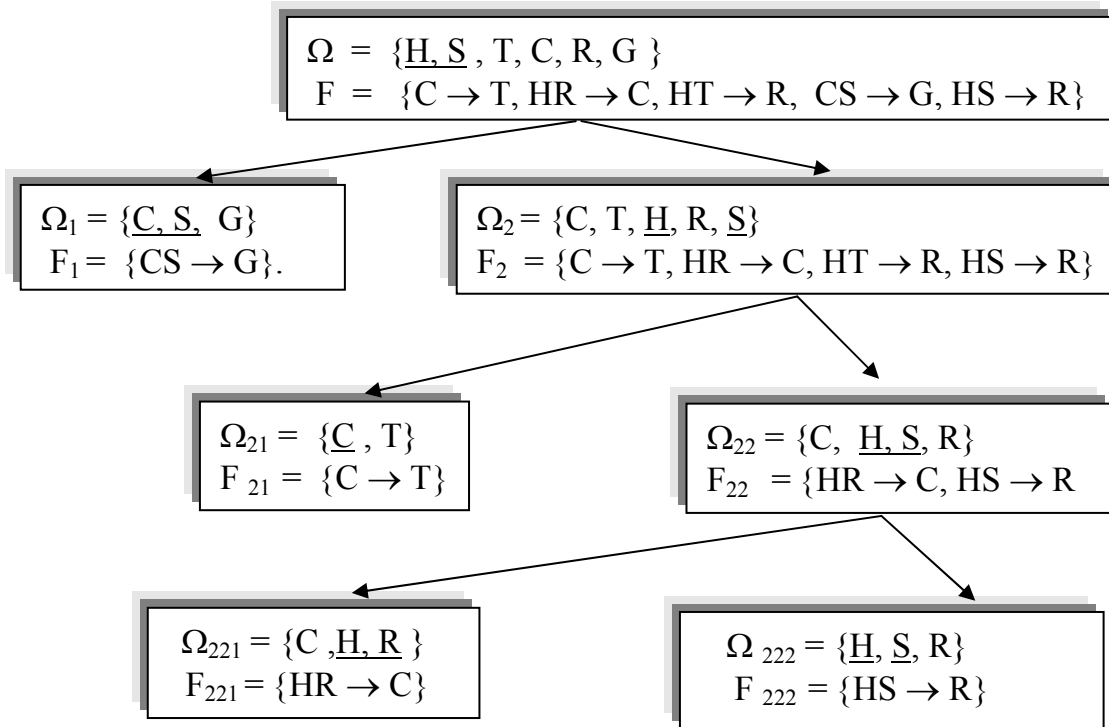 Ω = {H, S , T, C, R, G }
F = {C → T, HR → C, HT → R, CS → G, HS → R}
Ω1 = {C, S, G}
F1 = {CS → G}.
Ω2 = {C, T, H, R, S}
F2 = {C → T, HR → C, HT → R, HS → R}
Ω21 = {C , T}
F 21 = {C → T}
Ω22 = {C, H, S, R}
F22 = {HR → C, HS → R
Ω221 = {C ,H, R }
F221 = {HR → C}
Ω 222 = {H, S, R}
F 222 = {HS → R}